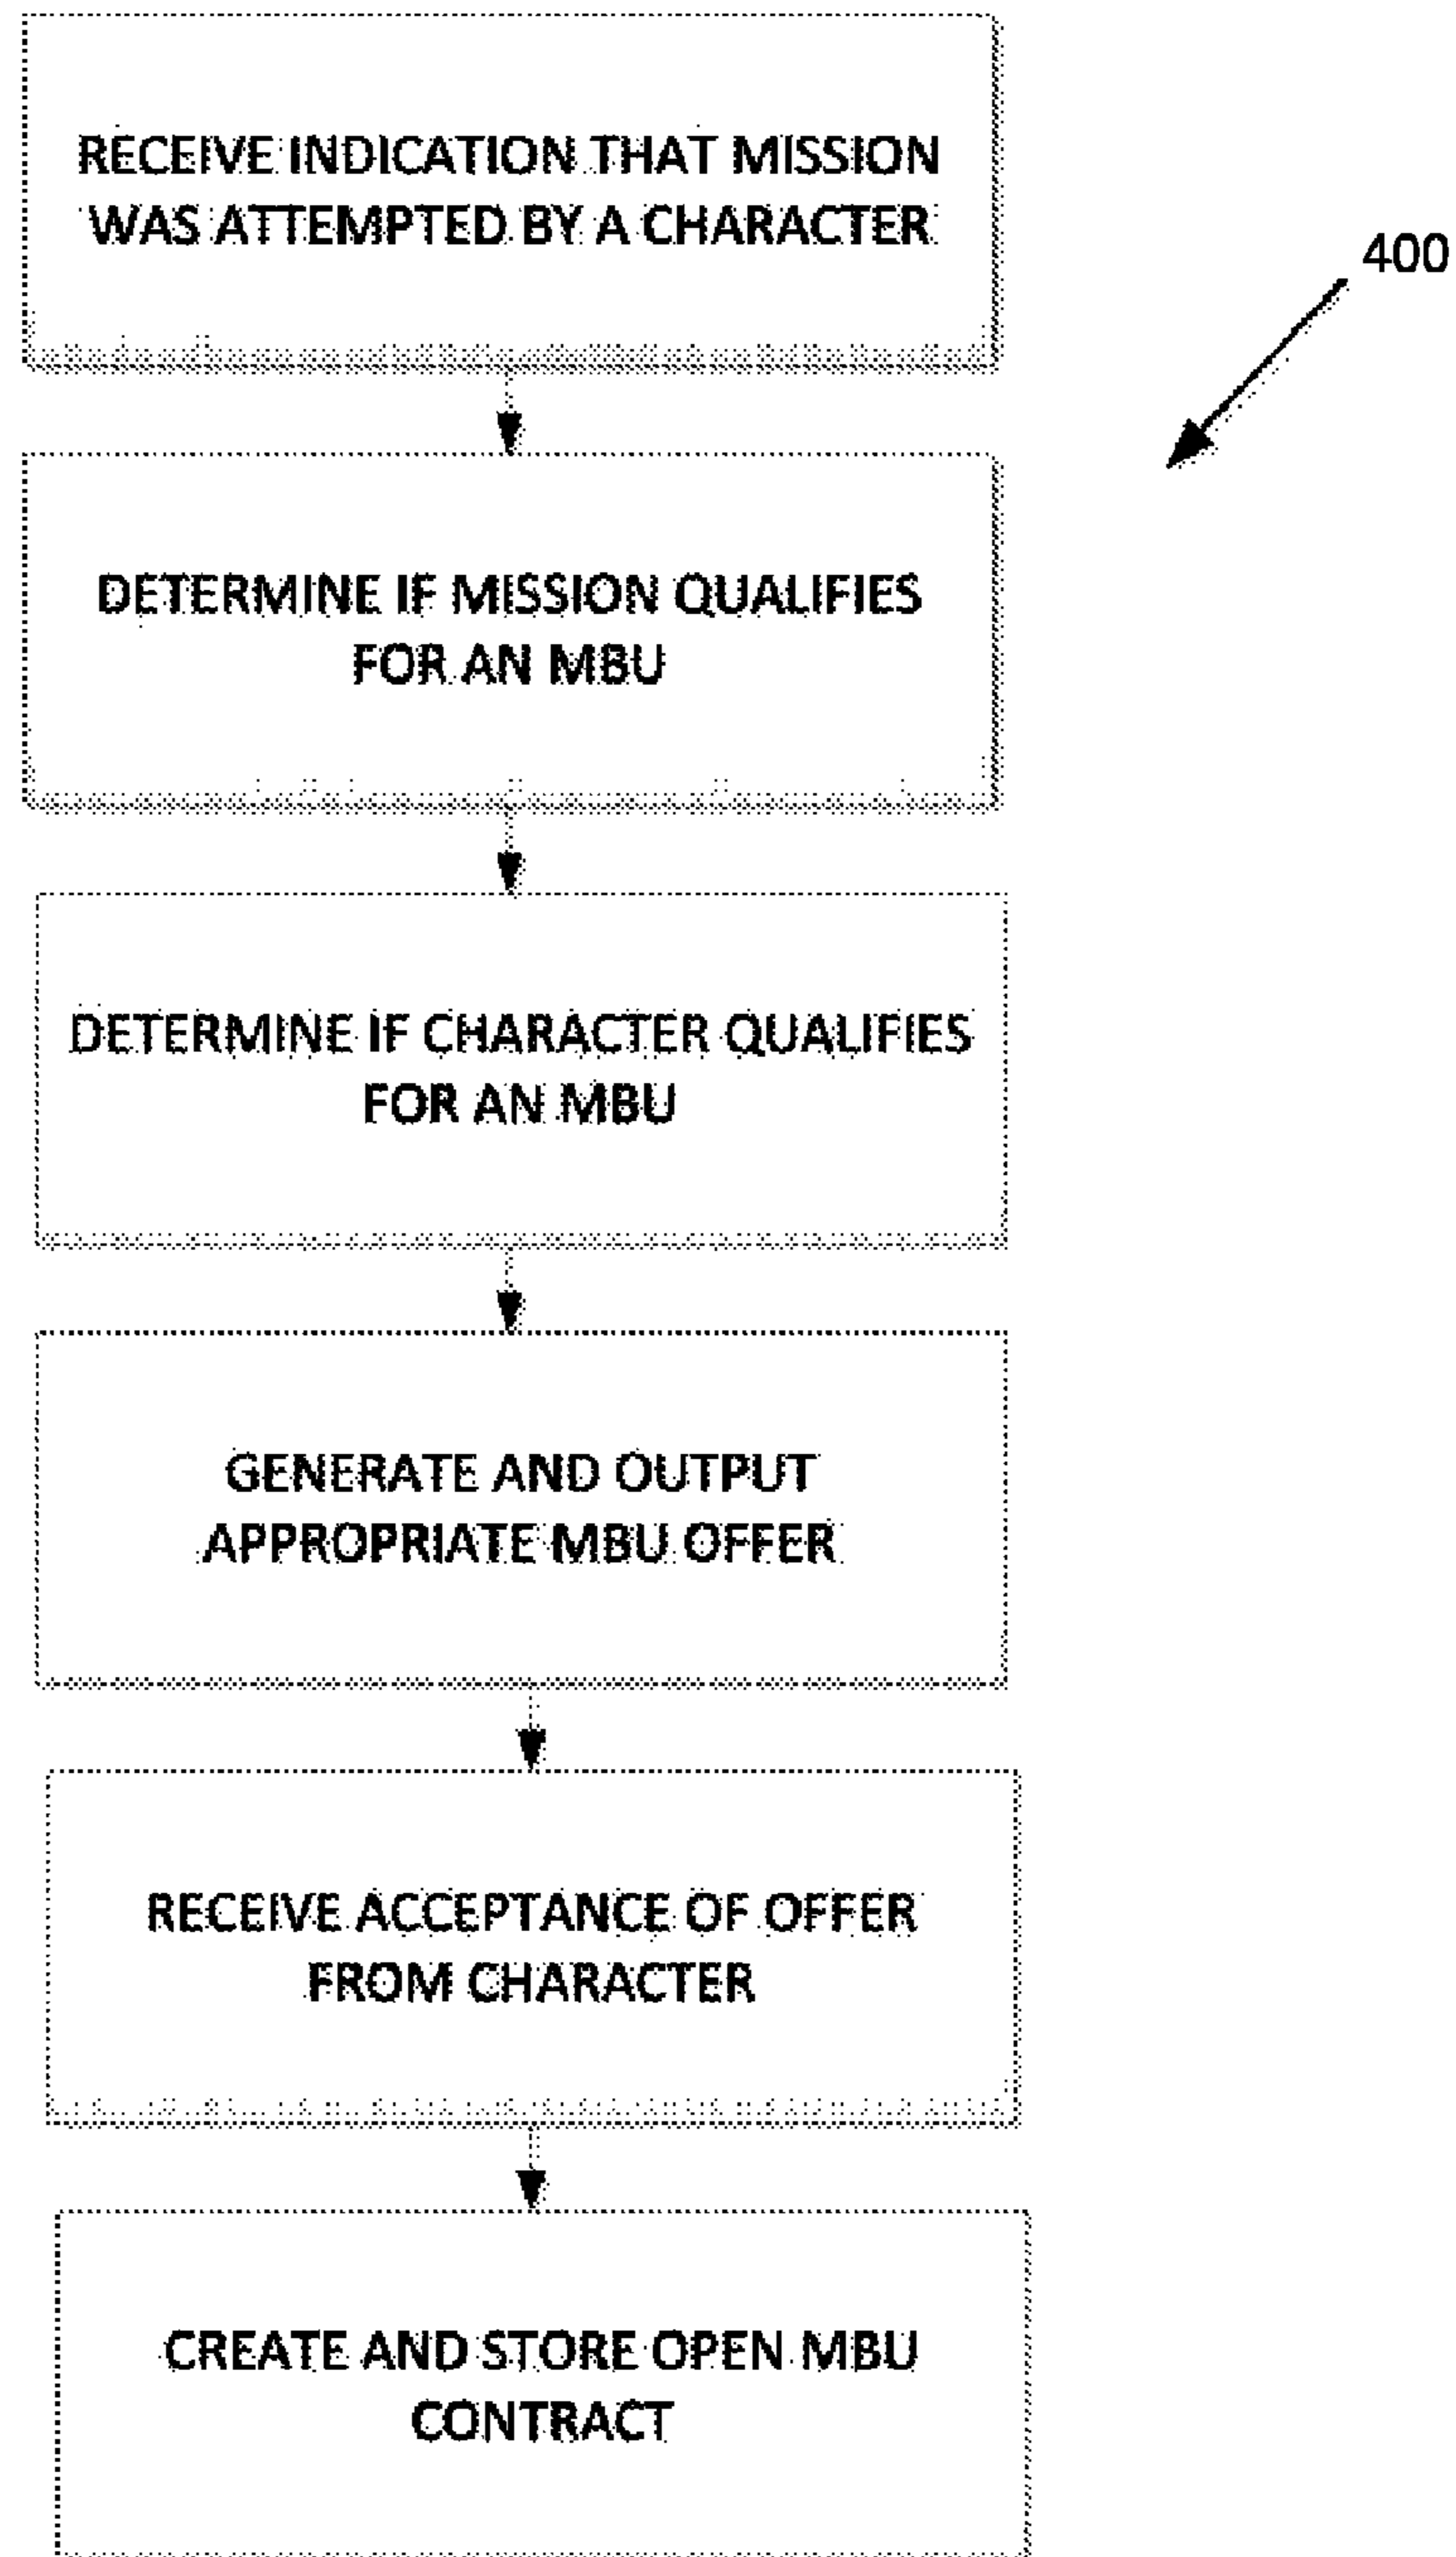 RECEIVE INDICATION THAT MISSION
WAS ATTEMPTED BY A CHARACTER
400
DETERMINE IF MISSION QUALIFIES
FOR AN MBU
DETERMINE IF CHARACTER QUALIFIES
FOR AN MBU
GENERATE AND OUTPUT
APPROPRIATE MBU OFFER
RECEIVE ACCEPTANCE OF OFFER
FROM CHARACTER
CREATE AND STORE OPEN MBU
CONTRACT